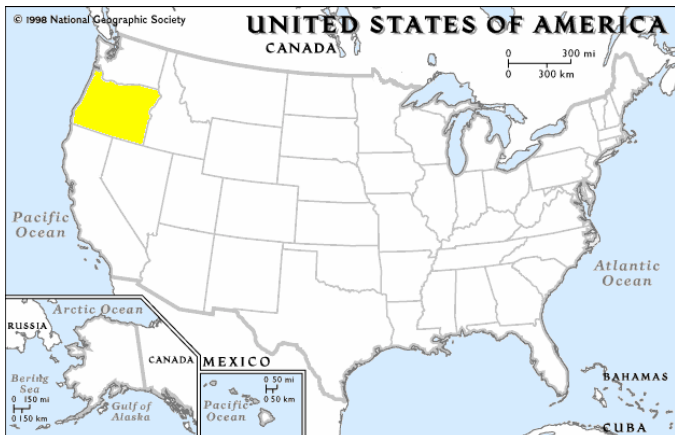 © 1998 National Geographic Society
UNITED STATES OF AMERICA
CANADA
0 300 mi
0 300 km
Pacific
Ocean
Atlantic
Ocean
Arctic Ocean
RUSSIA
CANADA
Bering
Sea
0 150 mi
0 150 km
Gulf of
Alaska
MEXICO
0 50 mi
0 50 km
Pacific
Ocean
BAHAMAS
CUBA